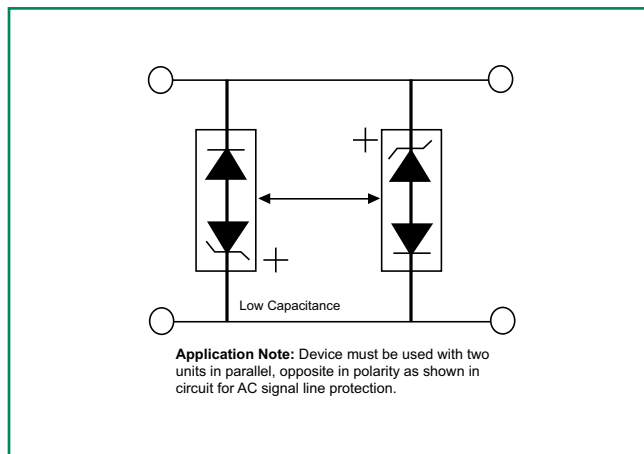 +
+
Low Capacitance
Application Note: Device must be used with two
units in parallel, opposite in polarity as shown in
circuit for AC signal line protection.